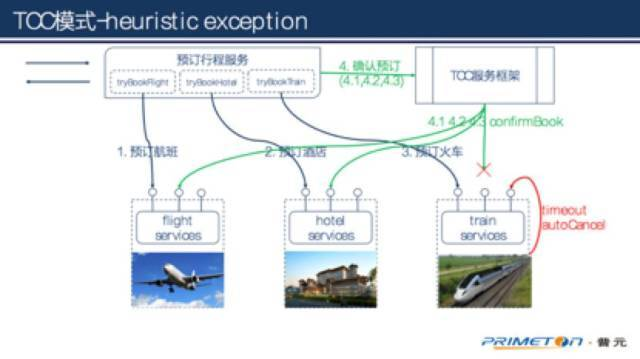 TCC模式-heuristic exception
预订行程服务
tryBookFlight
tryBookHotel
tryBookTrain
4. 确认预订
(4.1,4.2,4.3)
TCC服务框架
4.1 4.2 4.3 confirmBook
1. 预订航班
2. 预订酒店
3. 预订火车
flight
services
hotel
services
train
services
timeout
autoCancel
PRIMETON · 普元